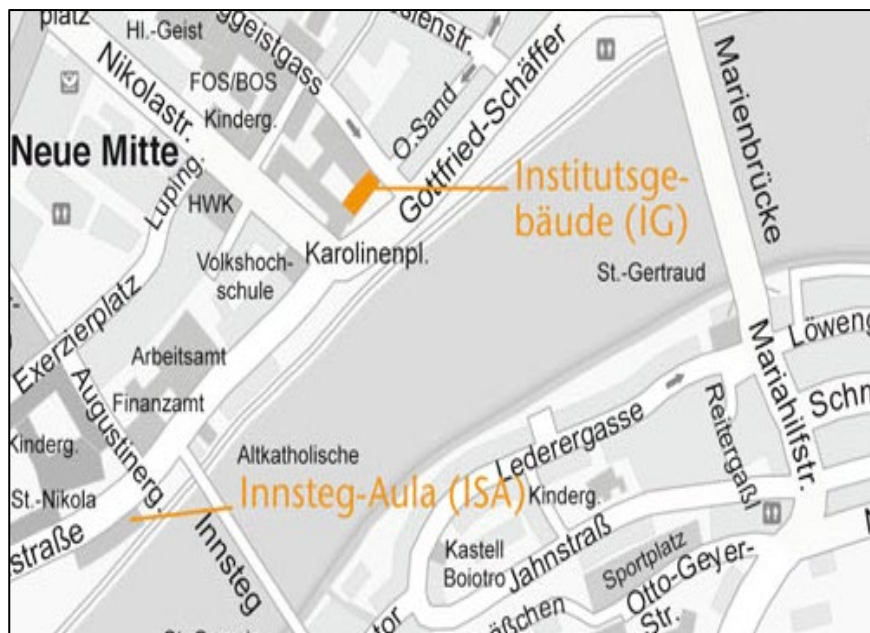 platz
Hl.-Geist
FOS/BOS
Kinderg.
Nikolastr.
Neue Mitte
Luping.
HWK
O.Sand
Gottfried-Schäffer
Marienbrücke
Institutsge-
bäude (IG)
Karolinenpl.
Volkshoch-
schule
St.-Gertraud
Exerzierplatz
Arbeitsamt
Finanzamt
Augustinerg.
Kinderg.
St.-Nikola
straße
Altkatholische
Innsteg-Aula (ISA)
Innsteg
Lederergasse
Löweng
Mariahilfstr.
Reitergaßl
Schm
Kinderg.
Kastell
Boiotro
Jahnstraß
Sportplatz
Otto-Geyer-
Str.
tor
äßchen